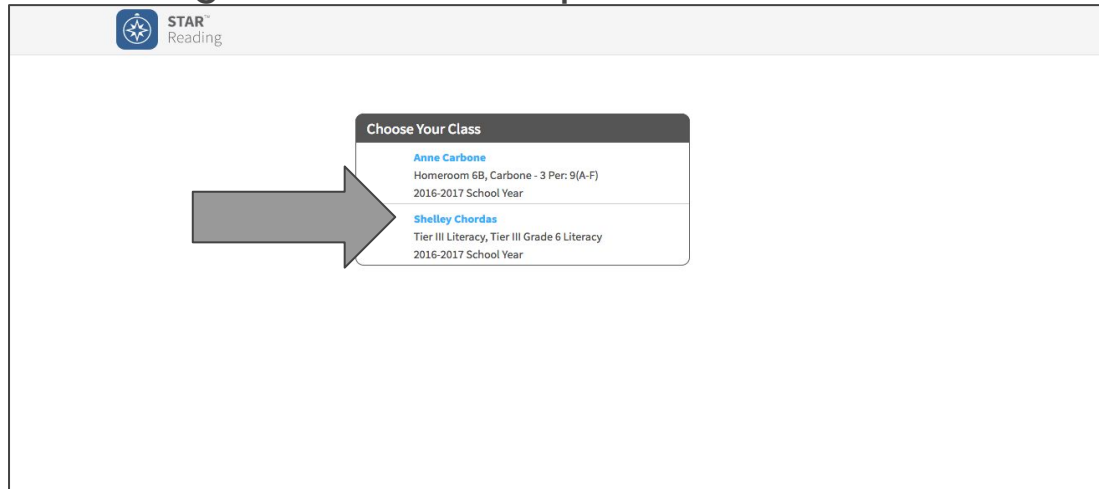 STAR™
Reading
Choose Your Class
Anne Carbone
Homeroom 6B, Carbone - 3 Per: 9(A-F)
2016-2017 School Year
Shelley Chordas
Tier III Literacy, Tier III Grade 6 Literacy
2016-2017 School Year